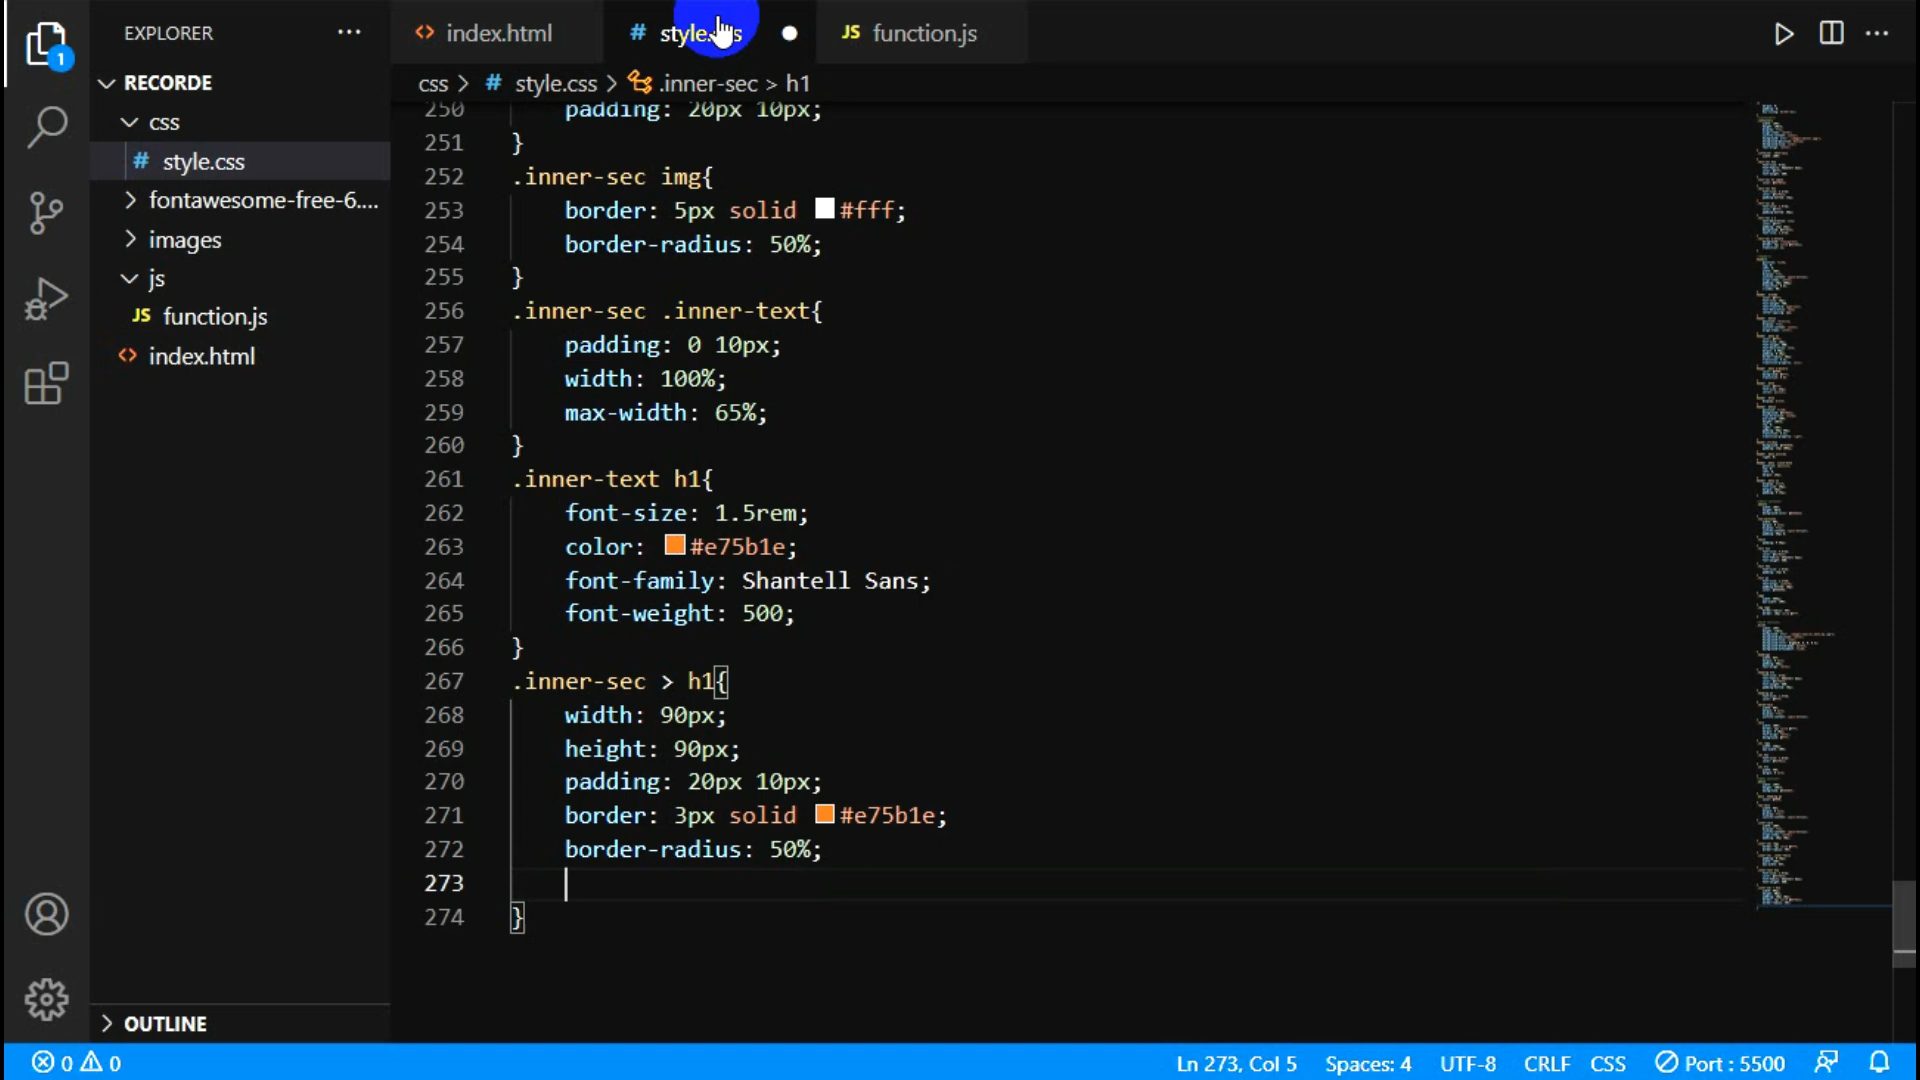 EXPLORER
index.html
function.js
RECORDE
css
style.css
fontawesome-free-6....
images
js
JS function.js
index.html
OUTLINE
css > # style.css > .inner-sec > h1
250 padding: 20px 10px;
251 }
252 .inner-sec img{
253 border: 5px solid #fff;
254 border-radius: 50%;
255 }
256 .inner-sec .inner-text{
257 padding: 0 10px;
258 width: 100%;
259 max-width: 65%;
260 }
261 .inner-text h1{
262 font-size: 1.5rem;
263 color: #e75b1e;
264 font-family: Shantell Sans;
265 font-weight: 500;
266 }
267 .inner-sec > h1{
268 width: 90px;
269 height: 90px;
270 padding: 20px 10px;
271 border: 3px solid #e75b1e;
272 border-radius: 50%;
273
274 }
0 0
Ln 273, Col 5
Spaces: 4
UTF-8
CRLF
CSS
Port : 5500